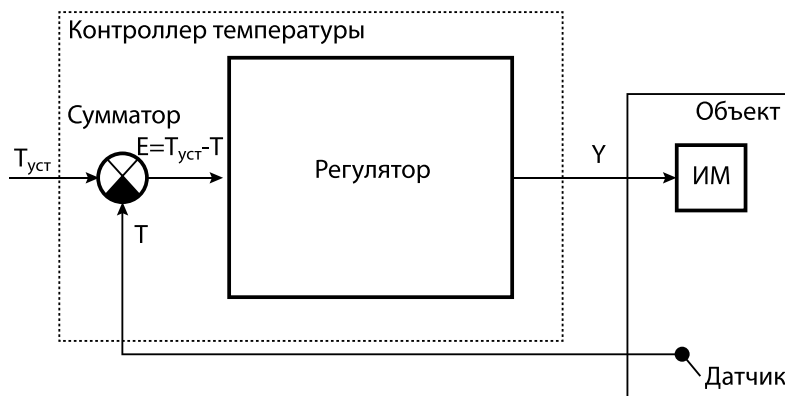 Контроллер температуры
Сумматор
Объект
Tуст
E=Tуст-T
Регулятор
Y
ИМ
T
Датчик